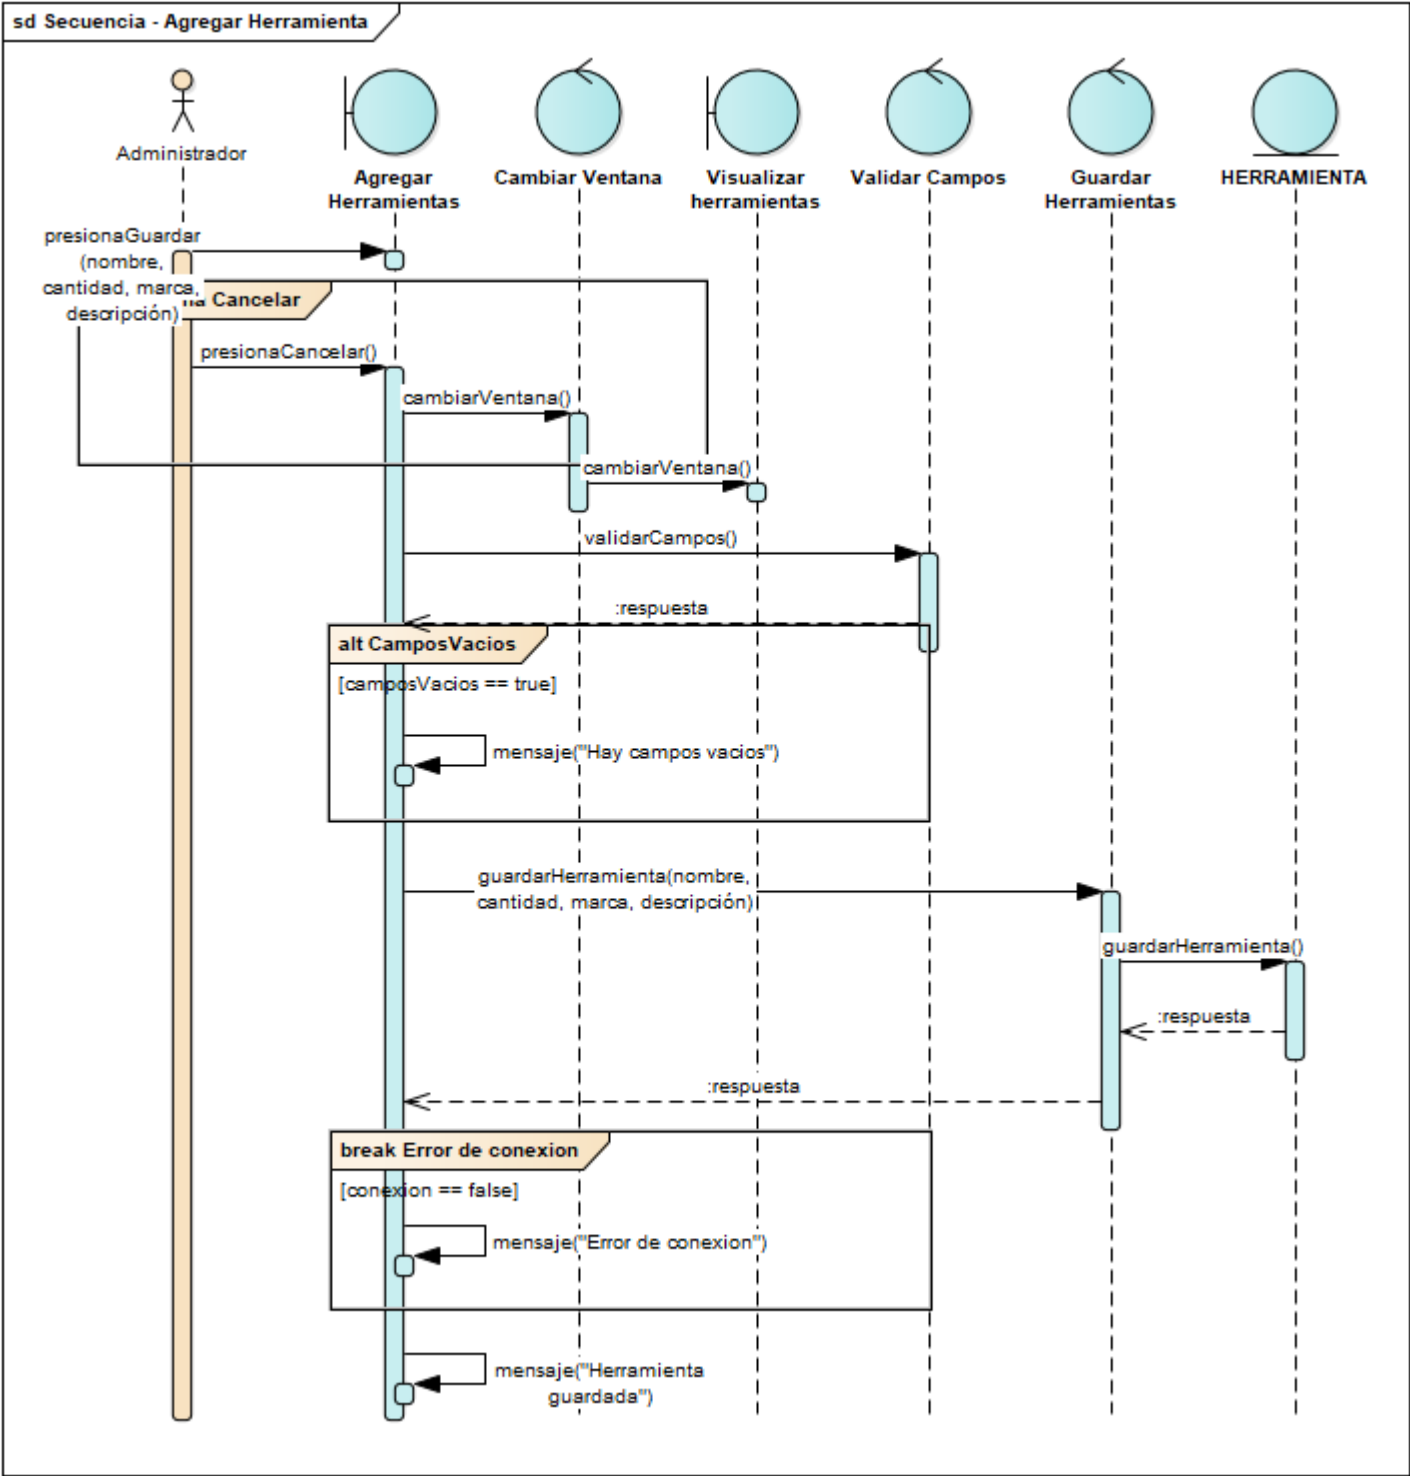 sd Secuencia - Agregar Herramienta
Administrador
Agregar
Herramientas
Cambiar Ventana
Visualizar
herramientas
Validar Campos
Guardar
Herramientas
HERRAMIENTA
presionaGuardar
(nombre,
cantidad, marca,
descripción)
Cancelar
presionaCancelar()
cambiarVentana()
cambiarVentana()
validarCampos()
:respuesta
alt CamposVacios
[camposVacios == true]
mensaje("Hay campos vacios")
guardarHerramienta(nombre,
cantidad, marca, descripción)
guardarHerramienta()
:respuesta
:respuesta
break Error de conexion
[conexion == false]
mensaje("Error de conexion")
mensaje("Herramienta
guardada")